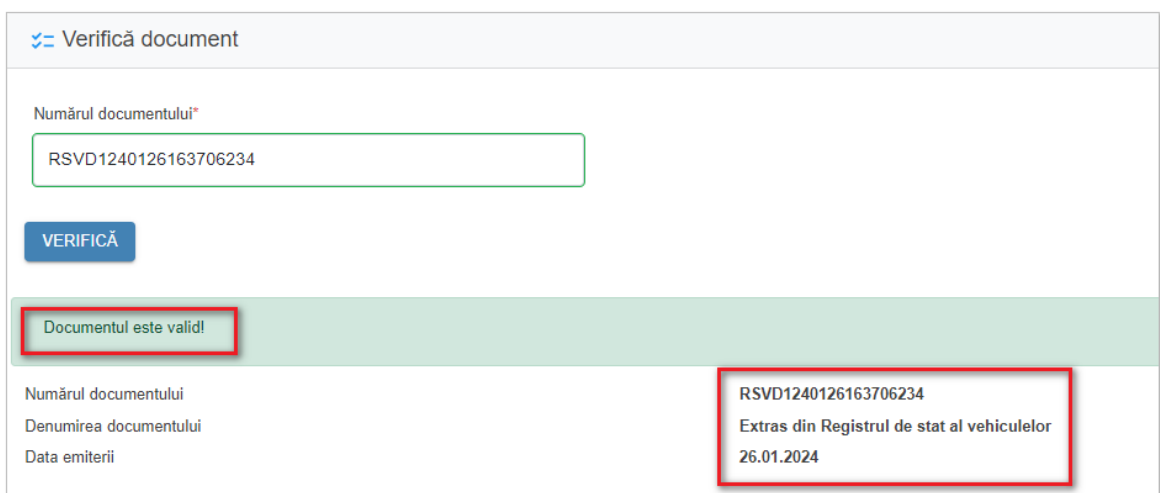 Verifică document
Numărul documentului*
RSVD1240126163706234
VERIFICĂ
Documentul este valid!
Numărul documentului RSVD1240126163706234
Denumirea documentului Extras din Registrul de stat al vehiculelor
Data emiterii 26.01.2024